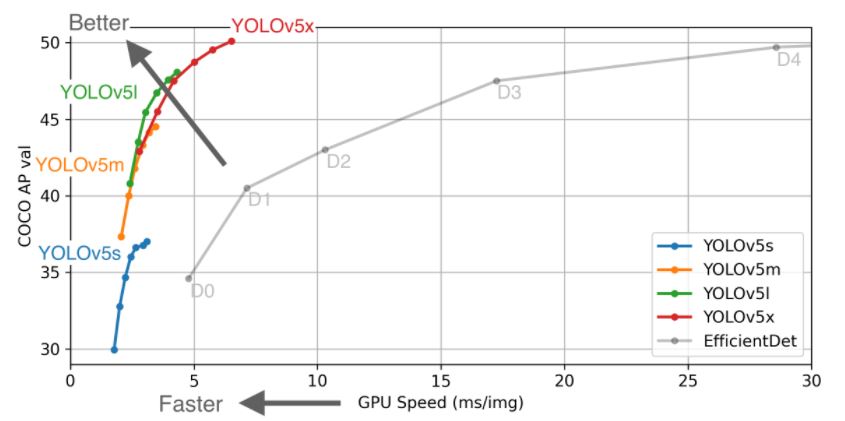 Better
YOLOv5x
50
D4
YOLOv5l
D3
45
COCO AP val
D2
YOLOv5m
40
D1
YOLOv5s
YOLOv5s
YOLOv5m
35
D0
YOLOv5l
YOLOv5x
30
EfficientDet
0 5 10 15 20 25 30
Faster GPU Speed (ms/img)